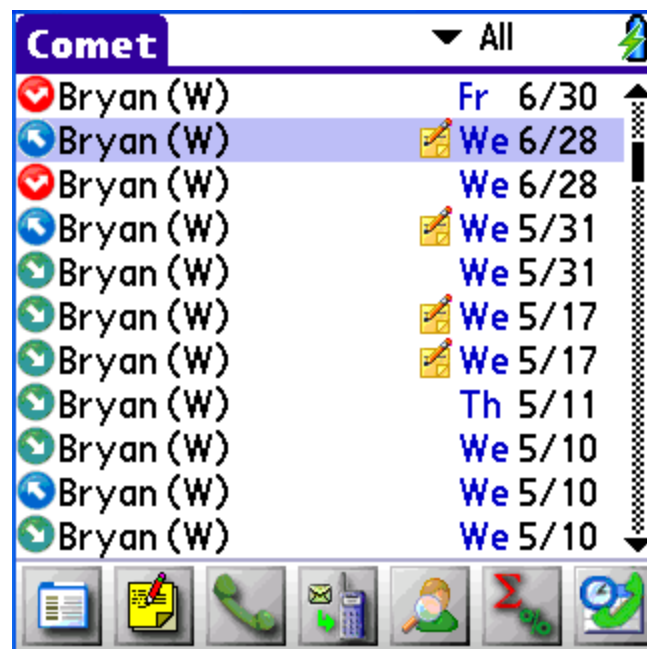 Comet All
Bryan (W) Fr 6/30
Bryan (W) We 6/28
Bryan (W) We 6/28
Bryan (W) We 5/31
Bryan (W) We 5/31
Bryan (W) We 5/17
Bryan (W) We 5/17
Bryan (W) Th 5/11
Bryan (W) We 5/10
Bryan (W) We 5/10
Bryan (W) We 5/10
Σ%